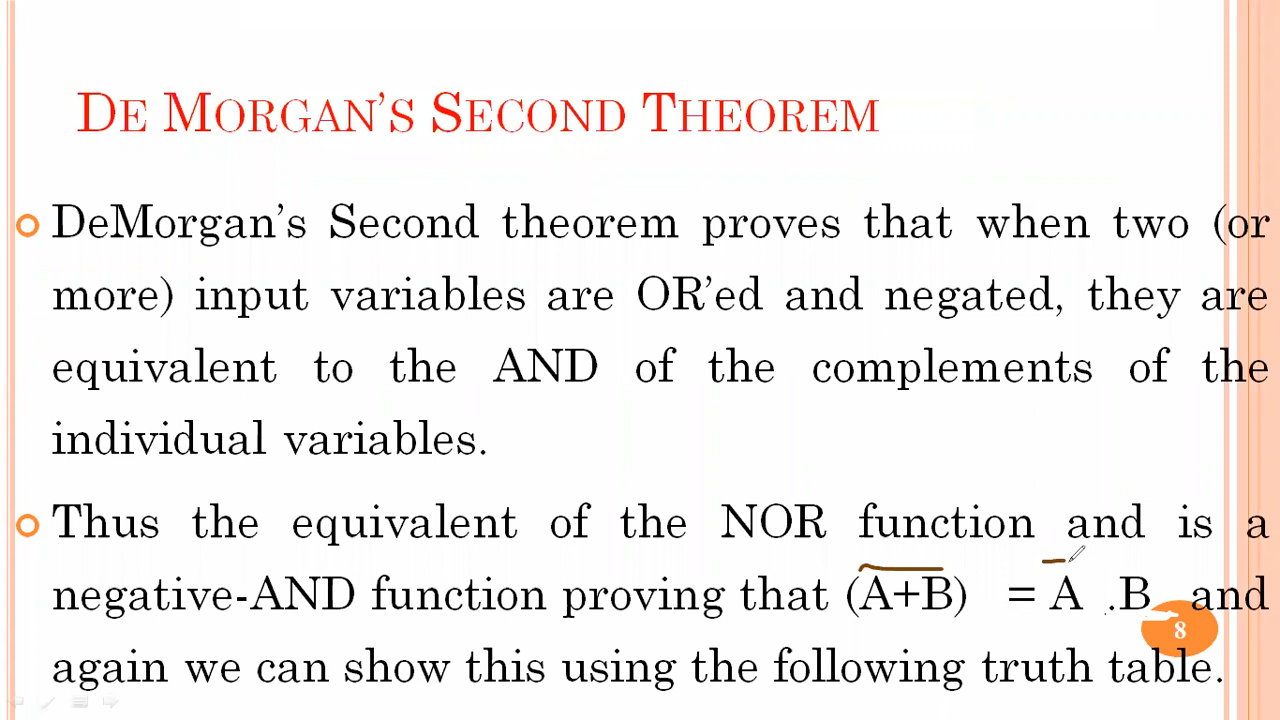 DE MORGAN'S SECOND THEOREM
DeMorgan's Second theorem proves that when two (or
more) input variables are OR'ed and negated, they are
equivalent to the AND of the complements of the
individual variables.
Thus the equivalent of the NOR function and is a
negative-AND function proving that (A+B) = A .B and
8
again we can show this using the following truth table.